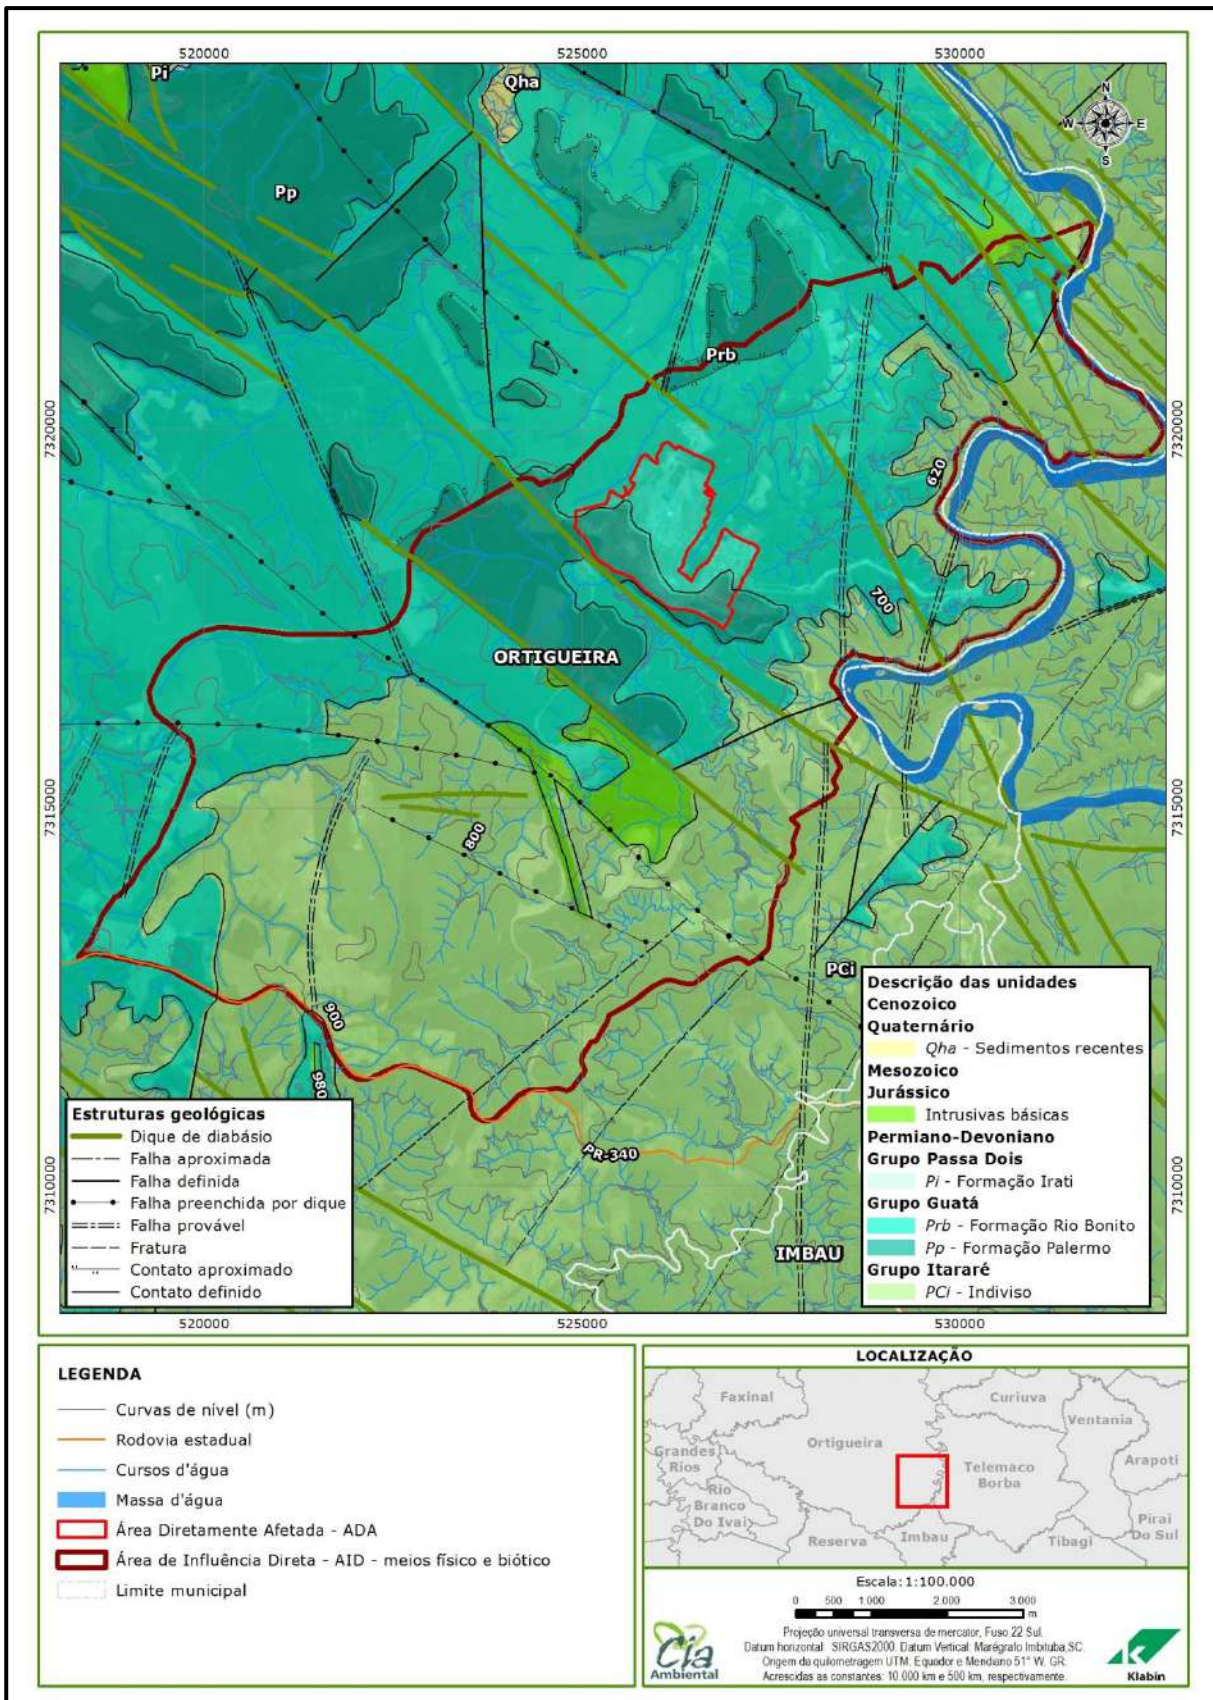 520000
525000
530000
Pi
Qha
N
W
E
S
Pp
Prb
7320000
7320000
620
700
ORTIGUEIRA
7315000
7315000
800
PCi
900
980
PR-340
IMBAU
7310000
7310000
Descrição das unidades
Cenozoico
Quaternário
Qha - Sedimentos recentes
Mesozoico
Jurássico
Intrusivas básicas
Permiano-Devoniano
Grupo Passa Dois
Pi - Formação Irati
Grupo Guatá
Prb - Formação Rio Bonito
Pp - Formação Palermo
Grupo Itararé
PCi - Indiviso
Estruturas geológicas
Dique de diabásio
Falha aproximada
Falha definida
Falha preenchida por dique
Falha provável
Fratura
Contato aproximado
Contato definido
520000
525000
530000
LEGENDA
Curvas de nível (m)
Rodovia estadual
Cursos d'água
Massa d'água
Área Diretamente Afetada - ADA
Área de Influência Direta - AID - meios físico e biótico
Limite municipal
LOCALIZAÇÃO
Faxinal
Curiuva
Ventania
Ortigueira
Grandes
Rios
Telemaco
Borba
Arapoti
Rio
Branco
Do Ivai
Pirai
Do Sul
Reserva
Imbau
Tibagi
Escala: 1:100.000
0 500 1.000 2.000 3.000
m
Projeção universal transversa de mercator, Fuso 22 Sul.
Datum horizontal: SIRGAS2000. Datum Vertical: Marégrafo Imbituba,SC.
Origem da quilometragem UTM: Equador e Meridiano 51° W. GR.
Acrescidas as constantes: 10.000 km e 500 km, respectivamente.
Cia
Ambiental
Klabin